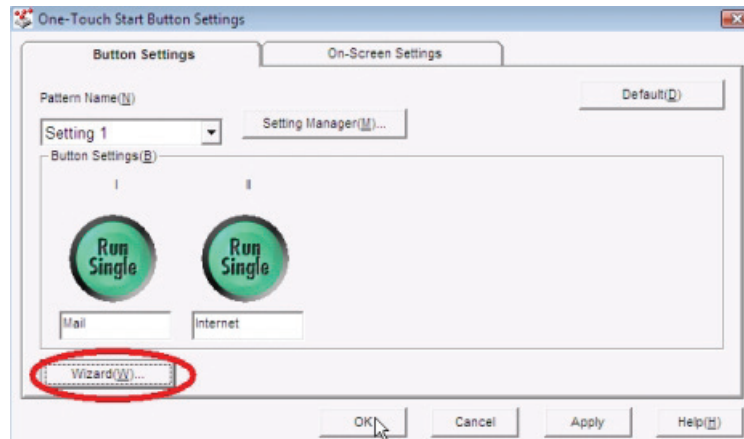 One-Touch Start Button Settings
Button Settings
On-Screen Settings
Pattern Name(N)
Default(D)
Setting 1
Setting Manager(M)...
Button Settings(B)
I
II
Run
Single
Run
Single
Mail
Internet
Wizard(W)...
OK
Cancel
Apply
Help(H)